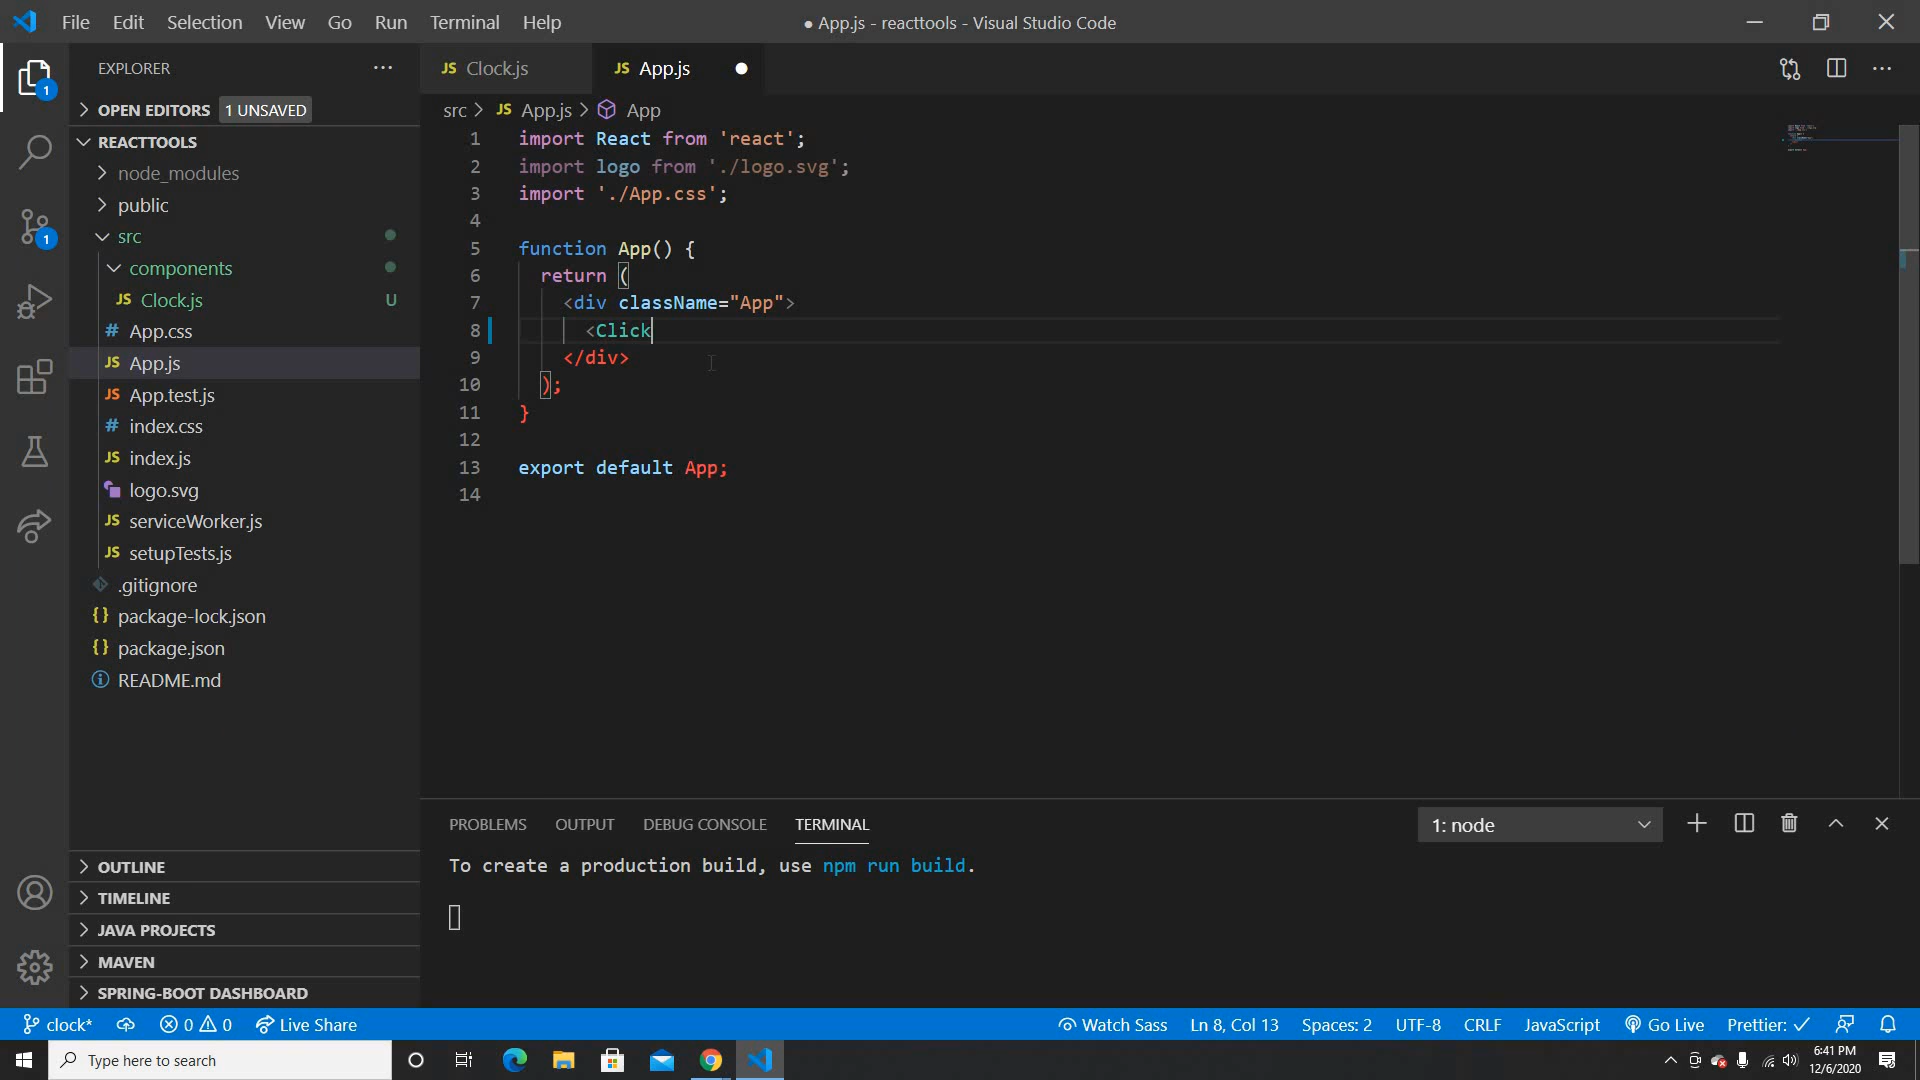 File Edit Selection View Go Run Terminal Help
● App.js - reacttools - Visual Studio Code
EXPLORER
1
OPEN EDITORS 1 UNSAVED
REACTTOOLS
node_modules
public
src
components
JS Clock.js U
# App.css
JS App.js
JS App.test.js
# index.css
JS index.js
logo.svg
JS serviceWorker.js
JS setupTests.js
.gitignore
{} package-lock.json
{} package.json
README.md
1
OUTLINE
TIMELINE
JAVA PROJECTS
MAVEN
SPRING-BOOT DASHBOARD
JS Clock.js
JS App.js
src > JS App.js > App
1 import React from 'react';
2 import logo from './logo.svg';
3 import './App.css';
4
5 function App() {
6 return (
7 <div className="App">
8 <Click
9 </div>
10 );
11 }
12
13 export default App;
14
PROBLEMS OUTPUT DEBUG CONSOLE TERMINAL
1: node
To create a production build, use npm run build.
clock* 0 0 Live Share
Watch Sass Ln 8, Col 13 Spaces: 2 UTF-8 CRLF JavaScript Go Live Prettier: ✓
Type here to search
6:41 PM
12/6/2020